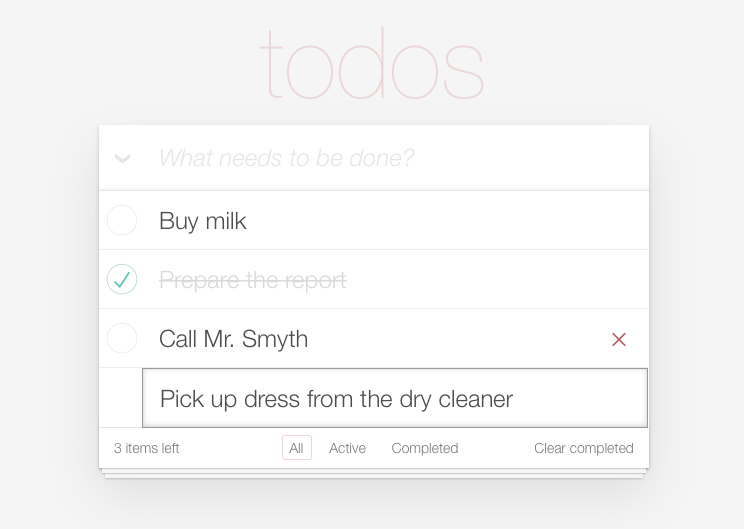 todos
What needs to be done?
Buy milk
Prepare the report
Call Mr. Smyth
Pick up dress from the dry cleaner
3 items left All Active Completed Clear completed